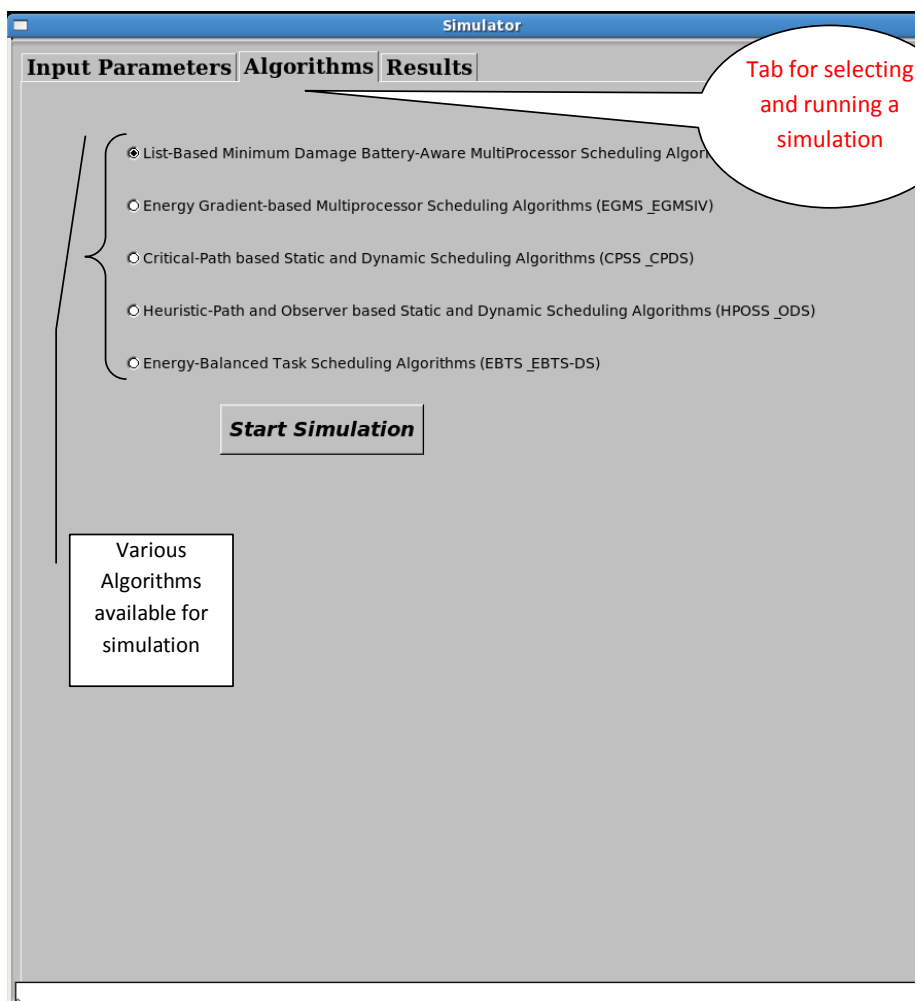 Simulator
Input Parameters Algorithms Results
Tab for selecting
and running a
simulation
List-Based Minimum Damage Battery-Aware MultiProcessor Scheduling
Energy Gradient-based Multiprocessor Scheduling Algorithms (EGMS _EGMSIV)
Critical-Path based Static and Dynamic Scheduling Algorithms (CPSS _CPDS)
Heuristic-Path and Observer based Static and Dynamic Scheduling Algorithms (HPOSS _ODS)
Energy-Balanced Task Scheduling Algorithms (EBTS _EBTS-DS)
Start Simulation
Various
Algorithms
available for
simulation